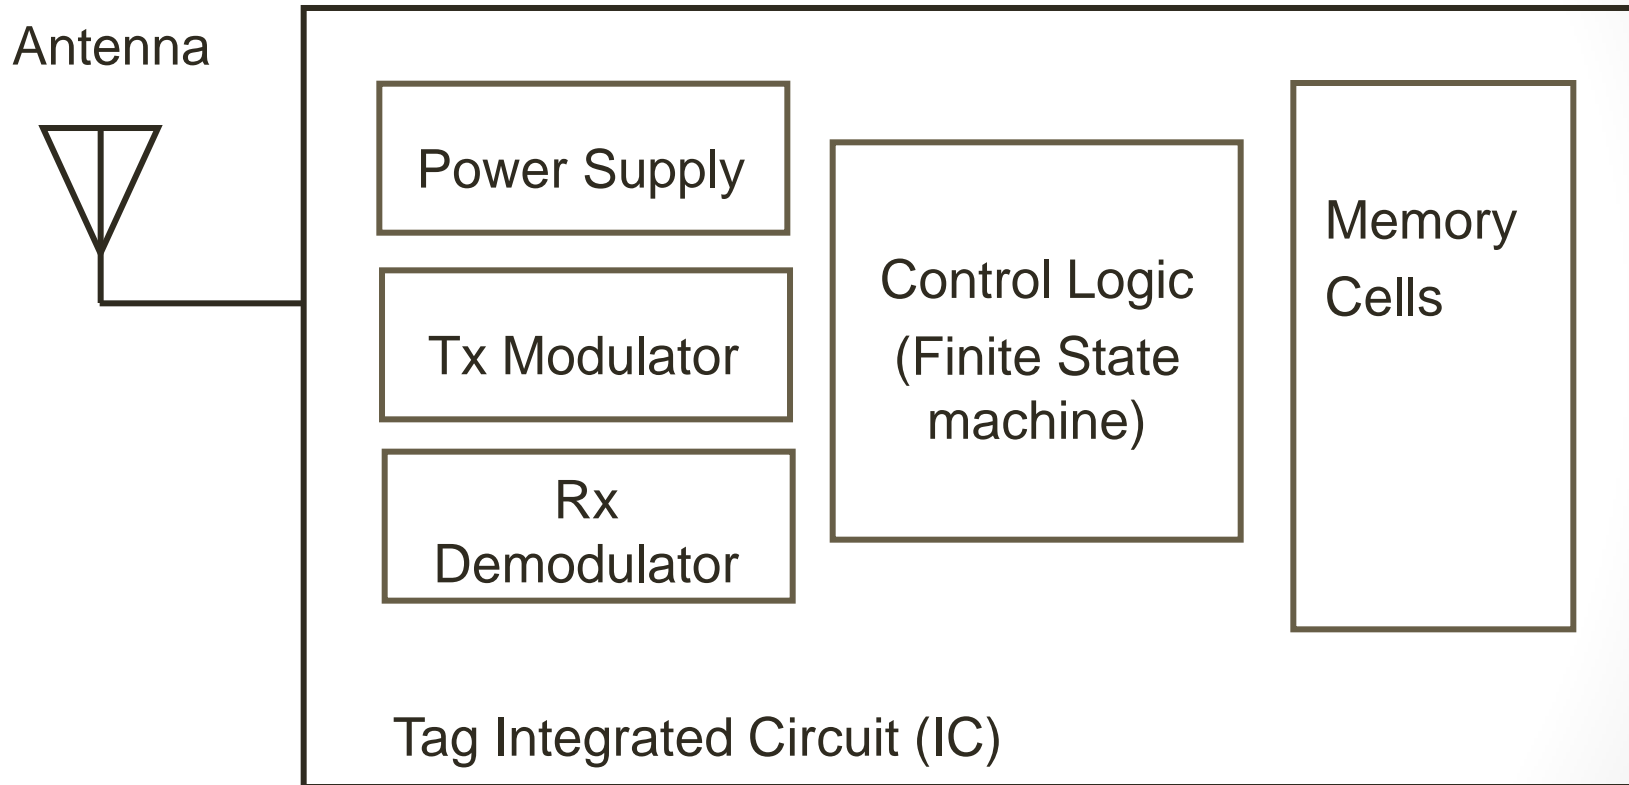 Antenna
Power Supply
Tx Modulator
Rx
Demodulator
Control Logic
(Finite State
machine)
Memory
Cells
Tag Integrated Circuit (IC)